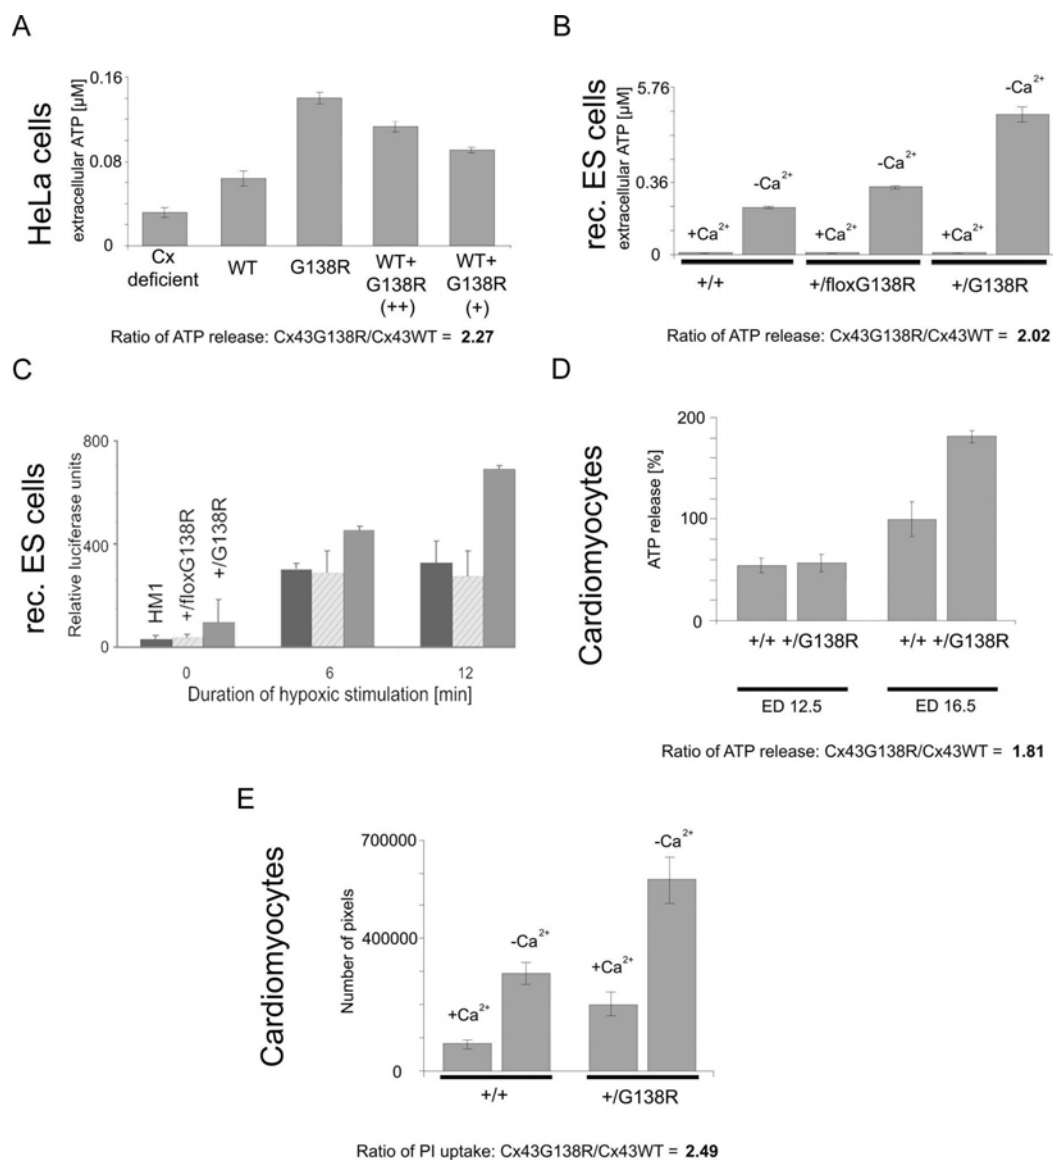 A
HeLa cells
extracellular ATP [µM]
0.16
0.08
0
Cx
deficient
WT
G138R
WT+
G138R
(++)
WT+
G138R
(+)
Ratio of ATP release: Cx43G138R/Cx43WT = 2.27
B
rec. ES cells
extracellular ATP [µM]
5.76
0.36
0
+Ca²⁺
-Ca²⁺
+Ca²⁺
-Ca²⁺
+Ca²⁺
-Ca²⁺
+/+
+/floxG138R
+/G138R
Ratio of ATP release: Cx43G138R/Cx43WT = 2.02
C
rec. ES cells
Relative luciferase units
800
400
0
HM1
+/floxG138R
+/G138R
0
6
12
Duration of hypoxic stimulation [min]
D
Cardiomyocytes
ATP release [%]
200
100
0
+/+ +/G138R
+/+ +/G138R
ED 12.5
ED 16.5
Ratio of ATP release: Cx43G138R/Cx43WT = 1.81
E
Cardiomyocytes
Number of pixels
700000
400000
0
+Ca²⁺
-Ca²⁺
+Ca²⁺
-Ca²⁺
+/+
+/G138R
Ratio of PI uptake: Cx43G138R/Cx43WT = 2.49